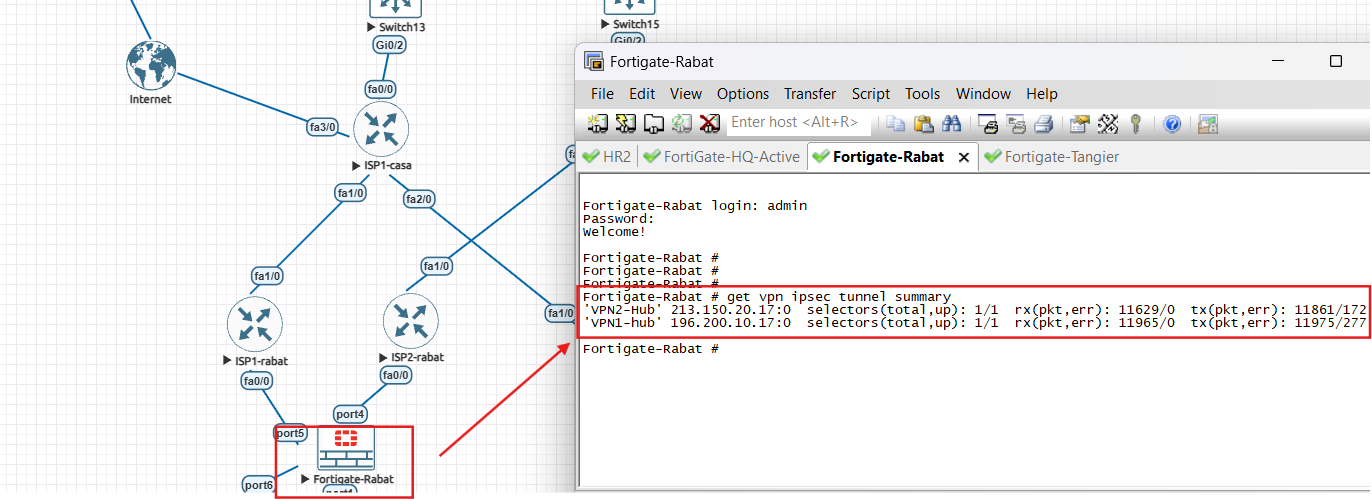 Switch13
Gi0/2
Switch15
Gi0/2
Internet
fa0/0
fa3/0
ISP1-casa
fa1/0
fa2/0
fa1/0
fa1/0
fa1/0
ISP1-rabat
ISP2-rabat
fa0/0
fa0/0
port4
port5
Fortigate-Rabat
port6
Fortigate-Rabat
File Edit View Options Transfer Script Tools Window Help
Enter host <Alt+R>
HR2 FortiGate-HQ-Active Fortigate-Rabat Fortigate-Tangier
Fortigate-Rabat login: admin
Password:
Welcome!
Fortigate-Rabat #
Fortigate-Rabat #
Fortigate-Rabat #
Fortigate-Rabat # get vpn ipsec tunnel summary
'VPN2-Hub' 213.150.20.17:0 selectors(total,up): 1/1 rx(pkt,err): 11629/0 tx(pkt,err): 11861/172
'VPN1-hub' 196.200.10.17:0 selectors(total,up): 1/1 rx(pkt,err): 11965/0 tx(pkt,err): 11975/277
Fortigate-Rabat #